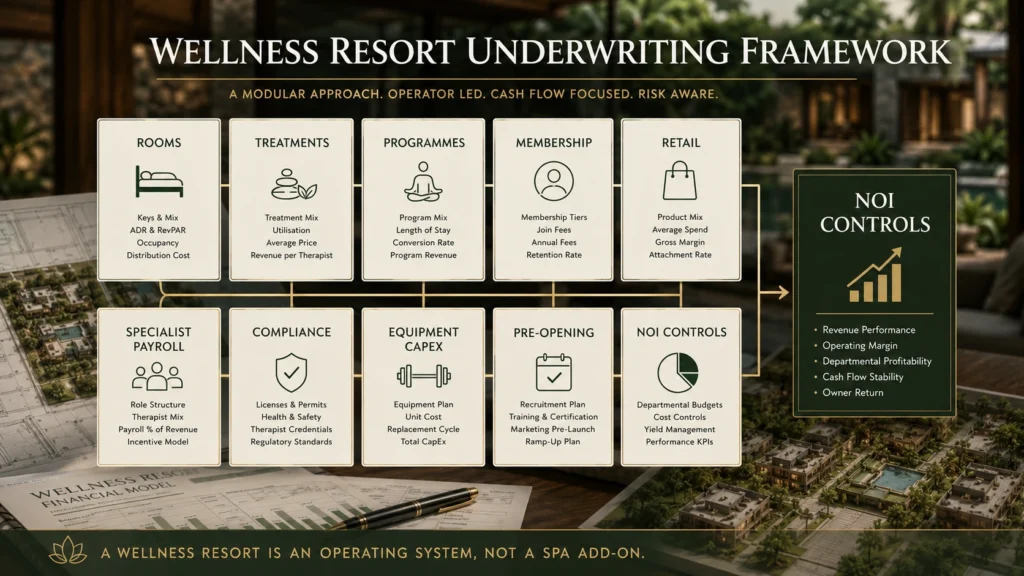 WELLNESS RESORT UNDERWRITING FRAMEWORK
A MODULAR APPROACH. OPERATOR LED. CASH FLOW FOCUSED. RISK AWARE.
ROOMS
Keys & Mix
ADR & RevPAR
Occupancy
Distribution Cost
TREATMENTS
Treatment Mix
Utilisation
Average Price
Revenue per Therapist
PROGRAMMES
Program Mix
Length of Stay
Conversion Rate
Program Revenue
MEMBERSHIP
Membership Tiers
Join Fees
Annual Fees
Retention Rate
RETAIL
Product Mix
Average Spend
Gross Margin
Attachment Rate
SPECIALIST
PAYROLL
Role Structure
Therapist Mix
Payroll % of Revenue
Incentive Model
COMPLIANCE
Licenses & Permits
Health & Safety
Therapist Credentials
Regulatory Standards
EQUIPMENT
CAPEX
Equipment Plan
Unit Cost
Replacement Cycle
Total CapEx
PRE-OPENING
Recruitment Plan
Training & Certification
Marketing Pre-Launch
Ramp-Up Plan
NOI CONTROLS
Departmental Budgets
Cost Controls
Yield Management
Performance KPIs
NOI
CONTROLS
• Revenue Performance
• Operating Margin
• Departmental Profitability
• Cash Flow Stability
• Owner Return
WELLNESS RESORT
FINANCIAL MODEL
A WELLNESS RESORT IS AN OPERATING SYSTEM, NOT A SPA ADD-ON.